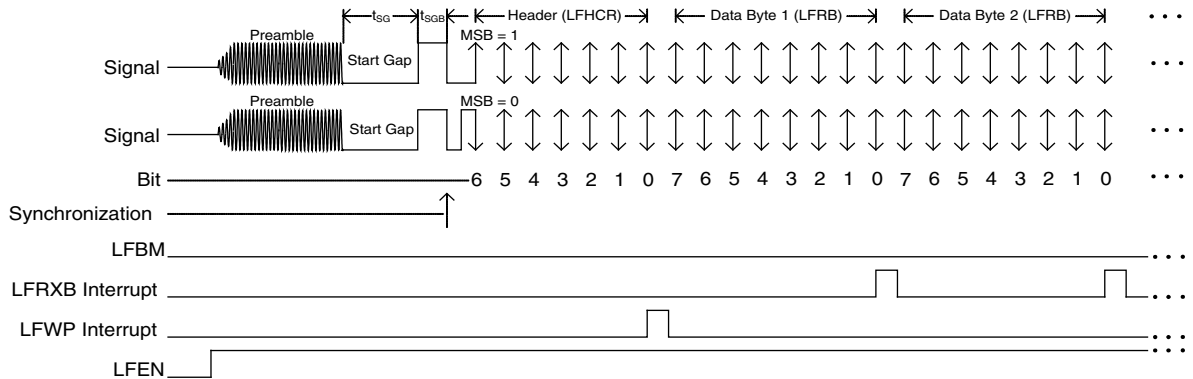 t_SG t_SGB Header (LFHCR) Data Byte 1 (LFRB) Data Byte 2 (LFRB) • • •
Preamble MSB = 1
Signal Start Gap • • •
Preamble MSB = 0
Signal Start Gap • • •
Bit 6 5 4 3 2 1 0 7 6 5 4 3 2 1 0 7 6 5 4 3 2 1 0 • • •
Synchronization
LFBM • • •
LFRXB Interrupt • • •
LFWP Interrupt • • •
LFEN • • •